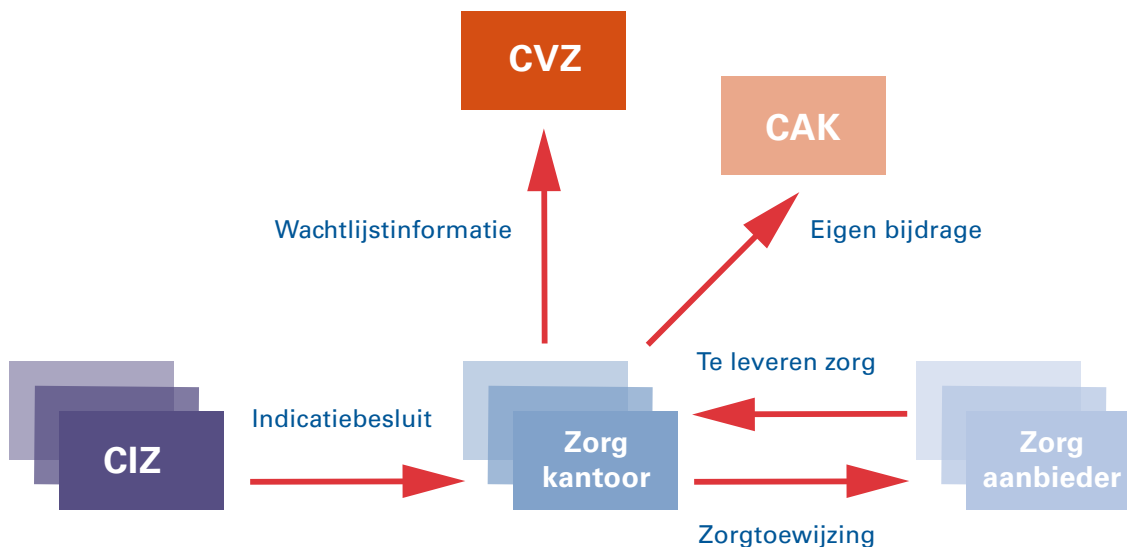 CVZ
CAK
Wachtlijstinformatie
Eigen bijdrage
Te leveren zorg
Indicatiebesluit
CIZ
Zorg
kantoor
Zorg
aanbieder
Zorgtoewijzing